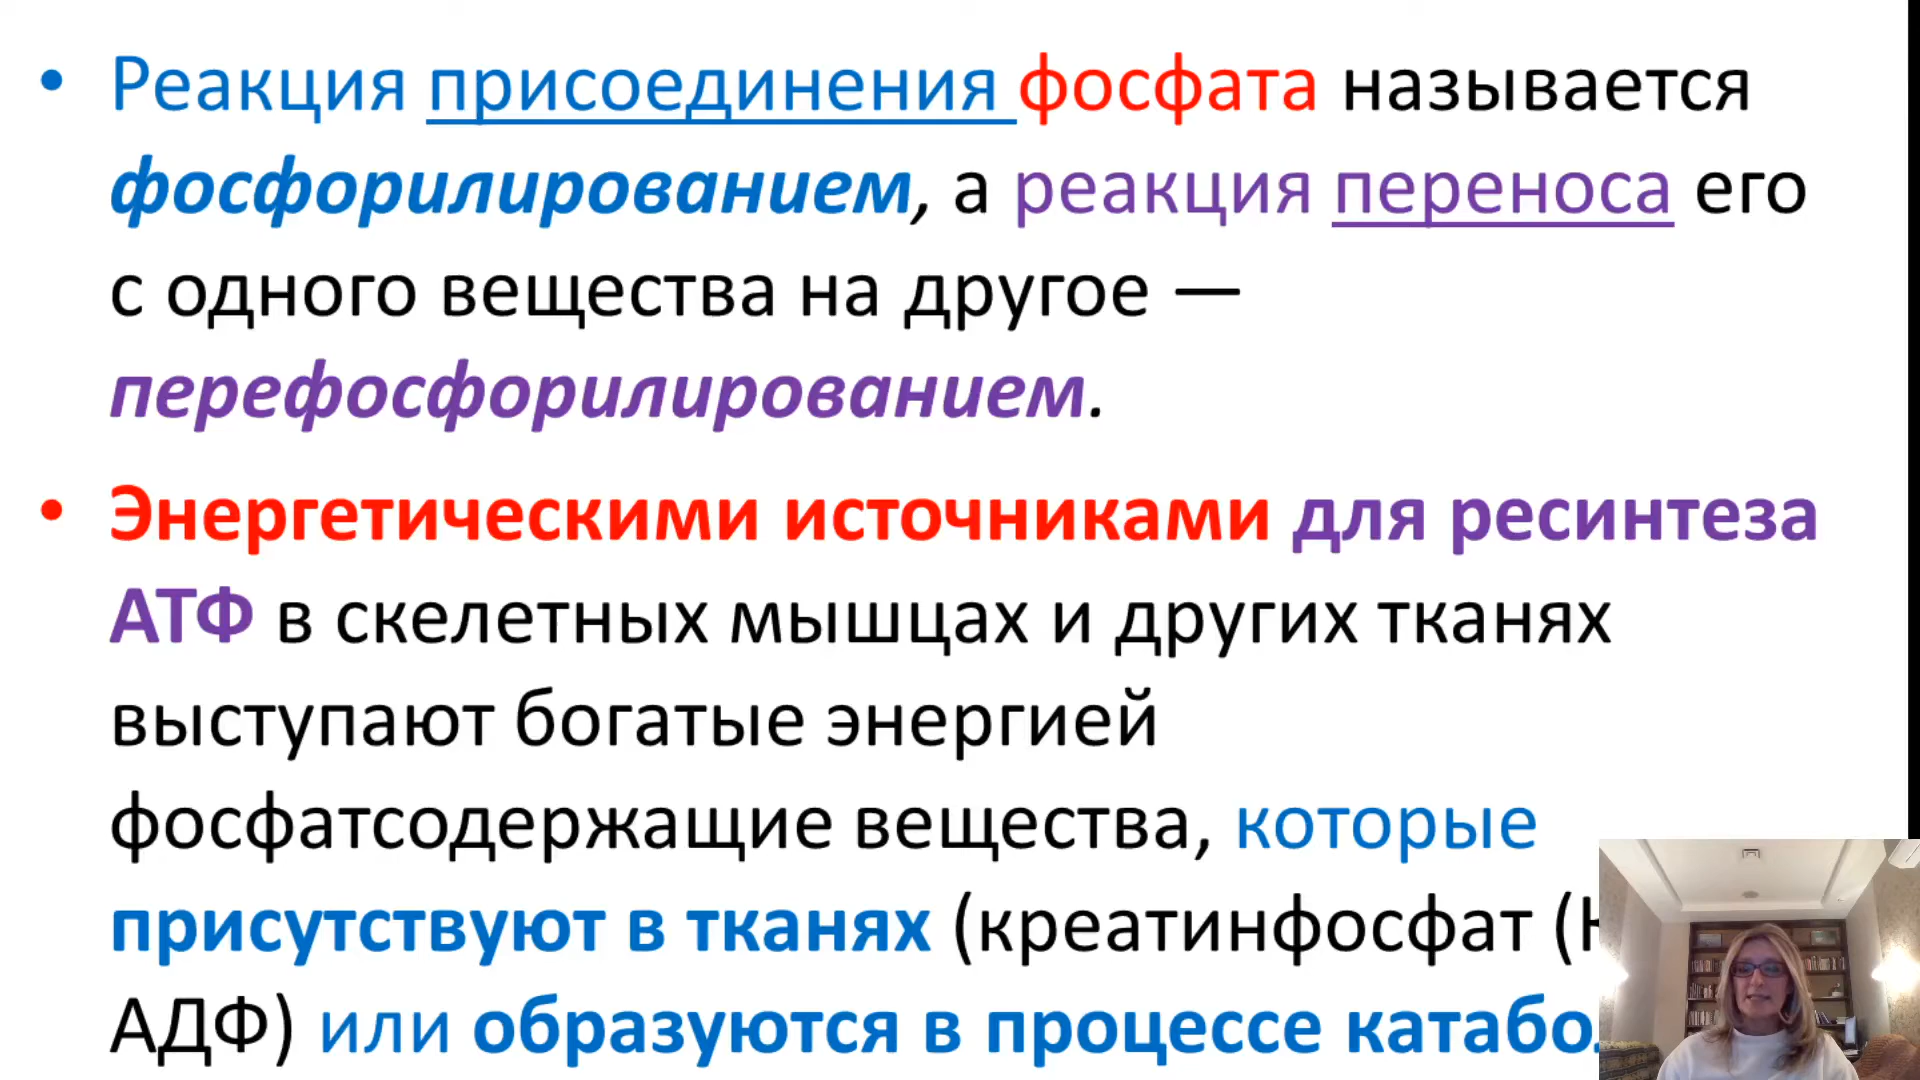 • Реакция присоединения фосфата называется
фосфорилированием, а реакция переноса его
с одного вещества на другое —
перефосфорилированием.
• Энергетическими источниками для ресинтеза
АТФ в скелетных мышцах и других тканях
выступают богатые энергией
фосфатсодержащие вещества, которые
присутствуют в тканях (креатинфосфат (
АДФ) или образуются в процессе